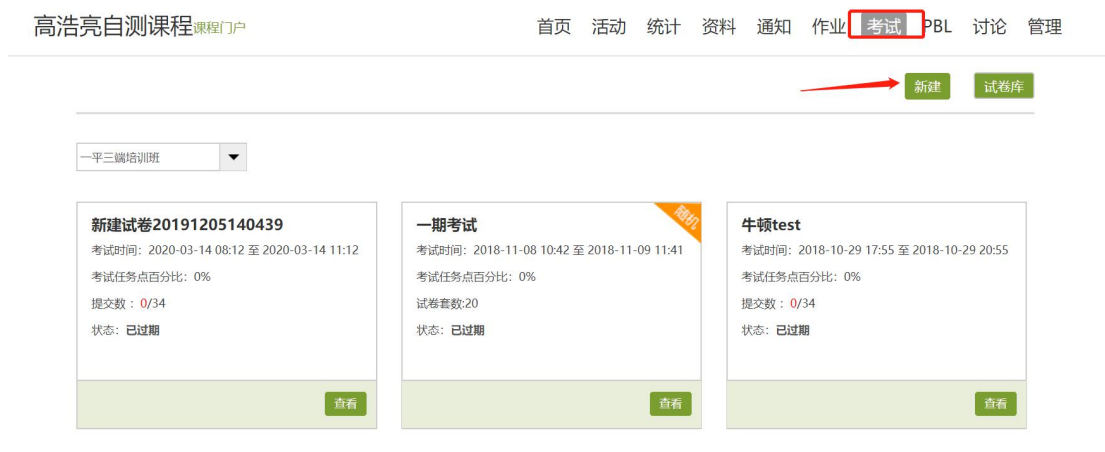 高浩亮自测课程课程门户 首页 活动 统计 资料 通知 作业 考试 PBL 讨论 管理
新建 试卷库
一平三端培训班
新建试卷20191205140439
考试时间：2020-03-14 08:12 至 2020-03-14 11:12
考试任务点百分比：0%
提交数：0/34
状态：已过期
查看
一期考试
随机
考试时间：2018-11-08 10:42 至 2018-11-09 11:41
考试任务点百分比：0%
试卷套数:20
状态：已过期
查看
牛顿test
考试时间：2018-10-29 17:55 至 2018-10-29 20:55
考试任务点百分比：0%
提交数：0/34
状态：已过期
查看